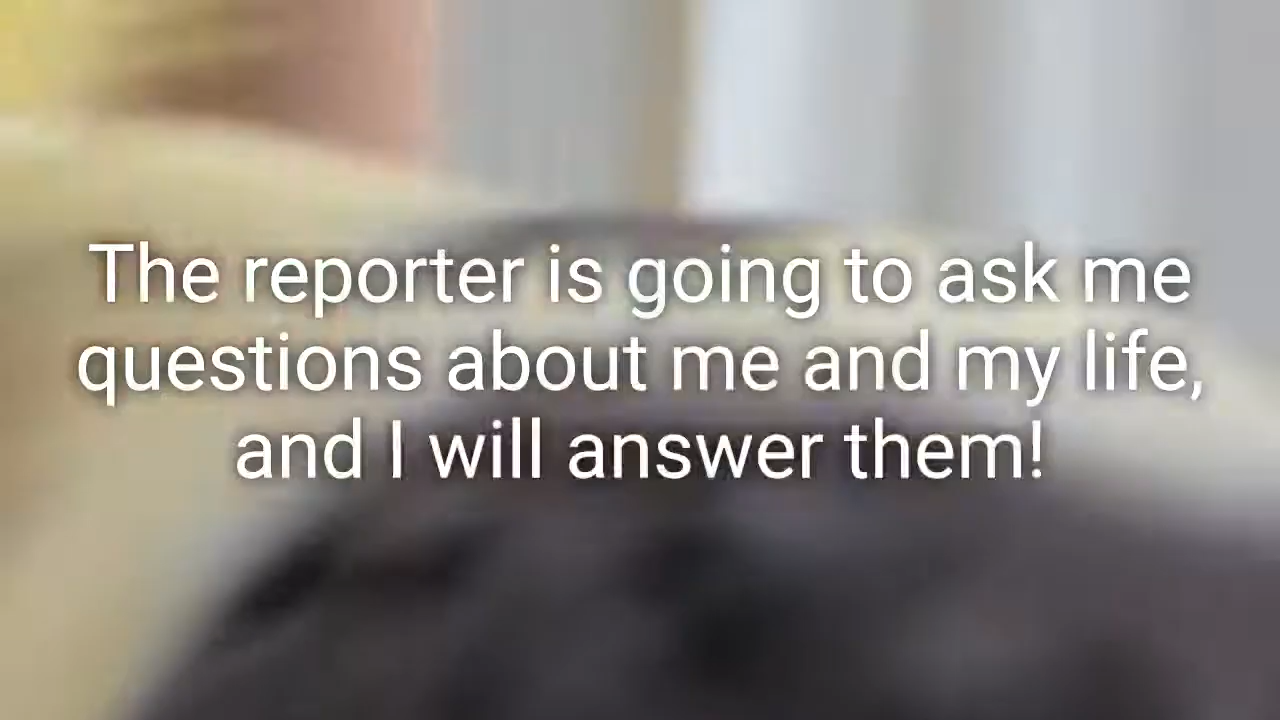 The reporter is going to ask me
questions about me and my life,
and I will answer them!